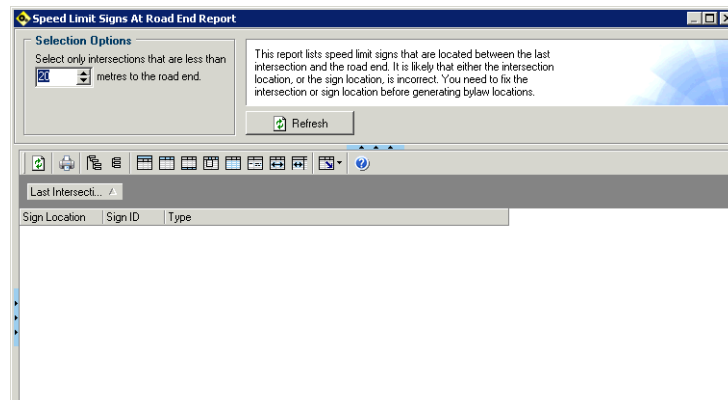 Speed Limit Signs At Road End Report
Selection Options
Select only intersections that are less than
20 metres to the road end.
This report lists speed limit signs that are located between the last
intersection and the road end. It is likely that either the intersection
location, or the sign location, is incorrect. You need to fix the
intersection or sign location before generating bylaw locations.
Refresh
Last Intersecti...
Sign Location Sign ID Type